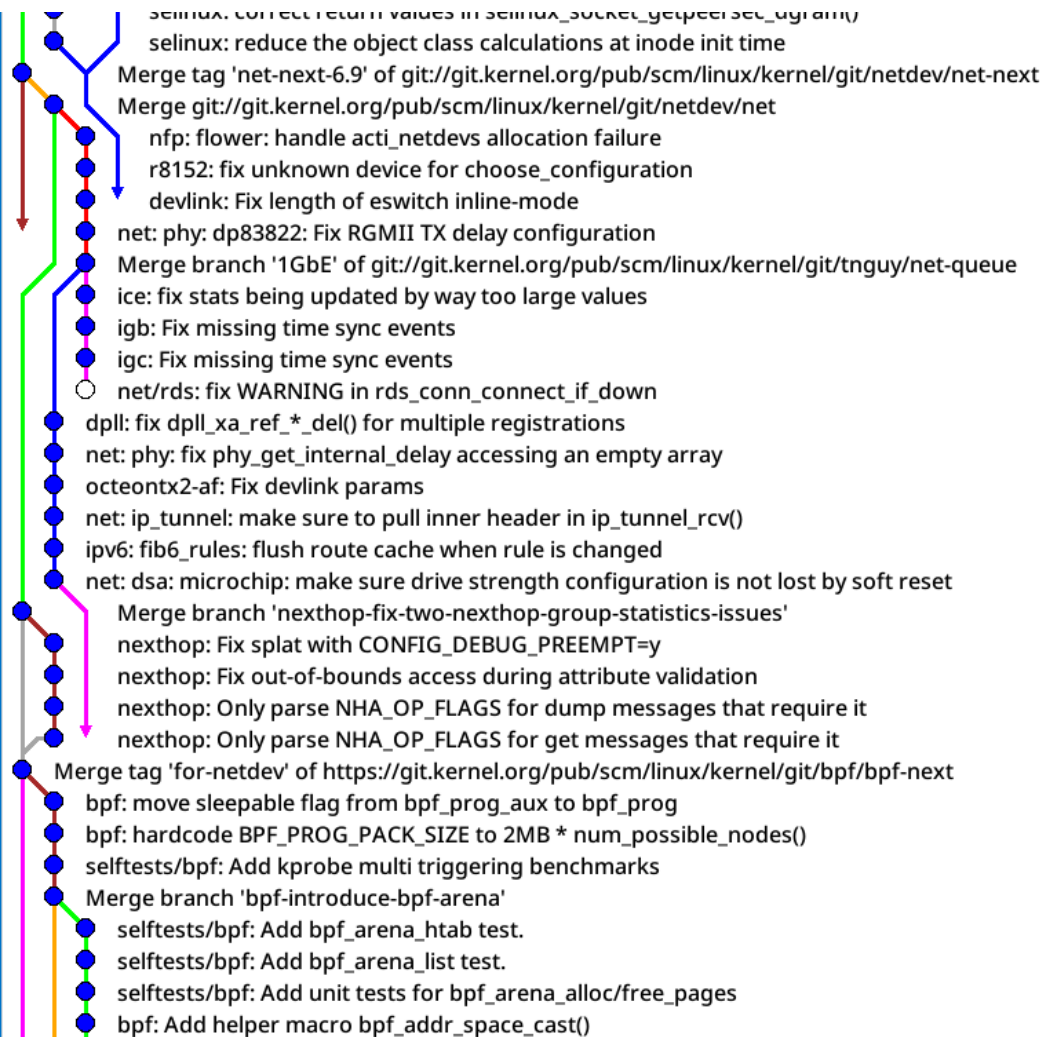 selinux: correct return values in selinux_socket_getpeersec_dgram()
selinux: reduce the object class calculations at inode init time
Merge tag 'net-next-6.9' of git://git.kernel.org/pub/scm/linux/kernel/git/netdev/net-next
Merge git://git.kernel.org/pub/scm/linux/kernel/git/netdev/net
nfp: flower: handle acti_netdevs allocation failure
r8152: fix unknown device for choose_configuration
devlink: Fix length of eswitch inline-mode
net: phy: dp83822: Fix RGMII TX delay configuration
Merge branch '1GbE' of git://git.kernel.org/pub/scm/linux/kernel/git/tnguy/net-queue
ice: fix stats being updated by way too large values
igb: Fix missing time sync events
igc: Fix missing time sync events
net/rds: fix WARNING in rds_conn_connect_if_down
dpll: fix dpll_xa_ref_*_del() for multiple registrations
net: phy: fix phy_get_internal_delay accessing an empty array
octeontx2-af: Fix devlink params
net: ip_tunnel: make sure to pull inner header in ip_tunnel_rcv()
ipv6: fib6_rules: flush route cache when rule is changed
net: dsa: microchip: make sure drive strength configuration is not lost by soft reset
Merge branch 'nexthop-fix-two-nexthop-group-statistics-issues'
nexthop: Fix splat with CONFIG_DEBUG_PREEMPT=y
nexthop: Fix out-of-bounds access during attribute validation
nexthop: Only parse NHA_OP_FLAGS for dump messages that require it
nexthop: Only parse NHA_OP_FLAGS for get messages that require it
Merge tag 'for-netdev' of https://git.kernel.org/pub/scm/linux/kernel/git/bpf/bpf-next
bpf: move sleepable flag from bpf_prog_aux to bpf_prog
bpf: hardcode BPF_PROG_PACK_SIZE to 2MB * num_possible_nodes()
selftests/bpf: Add kprobe multi triggering benchmarks
Merge branch 'bpf-introduce-bpf-arena'
selftests/bpf: Add bpf_arena_htab test.
selftests/bpf: Add bpf_arena_list test.
selftests/bpf: Add unit tests for bpf_arena_alloc/free_pages
bpf: Add helper macro bpf_addr_space_cast()